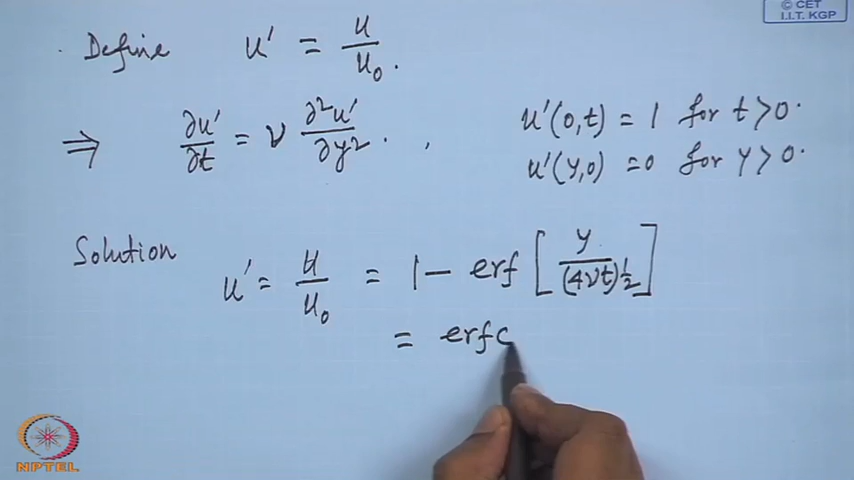 © CET
I.I.T. KGP
Define u' = u/u₀.
⇒ ∂u'/∂t = ν ∂²u'/∂y². , u'(0,t) = 1 for t>0.
u'(y,0) = 0 for y>0.
Solution u' = u/u₀ = 1 - erf [ y/(4νt)^½ ]
= erfc
NPTEL